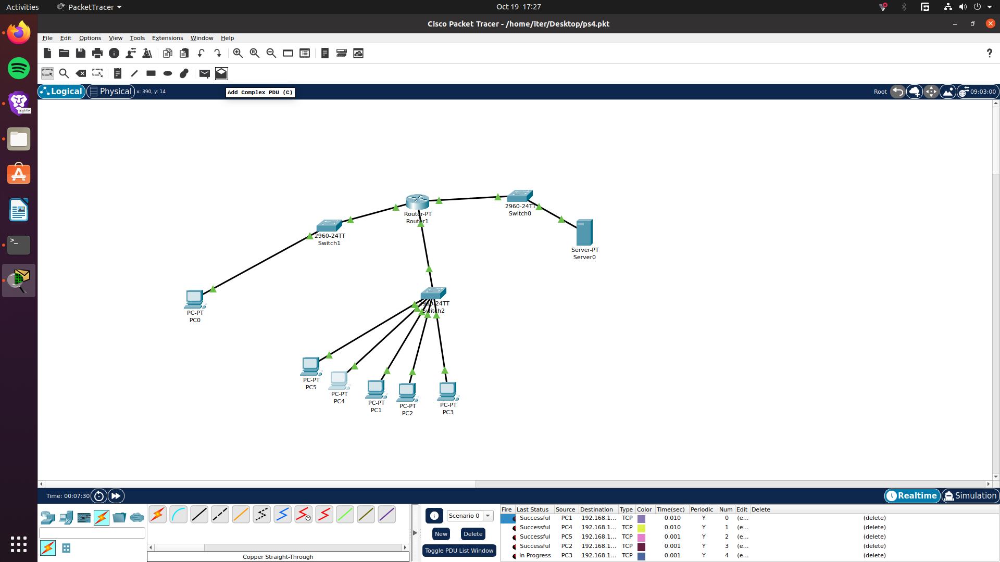 Activities PacketTracer Oct 19 17:27
Cisco Packet Tracer - /home/iter/Desktop/ps4.pkt
File Edit Options View Tools Extensions Window Help
?
Logical Physical x: 390, y: 14 Root 09:03:00
Add Complex PDU (C)
nightly
Router-PT
Router1
2960-24TT
Switch0
2960-24TT
Switch1
Server-PT
Server0
2960-24TT
Switch2
PC-PT
PC0
PC-PT
PC5
PC-PT
PC4
PC-PT
PC1
PC-PT
PC2
PC-PT
PC3
Time: 00:07:30 Realtime Simulation
Scenario 0
New Delete
Toggle PDU List Window
Copper Straight-Through
Fire Last Status Source Destination Type Color Time(sec) Periodic Num Edit Delete
Successful PC1 192.168.1... TCP 0.010 Y 0 (e... (delete)
Successful PC4 192.168.1... TCP 0.010 Y 1 (e... (delete)
Successful PC5 192.168.1... TCP 0.001 Y 2 (e... (delete)
Successful PC2 192.168.1... TCP 0.001 Y 3 (e... (delete)
In Progress PC3 192.168.1... TCP 0.001 Y 4 (e... (delete)